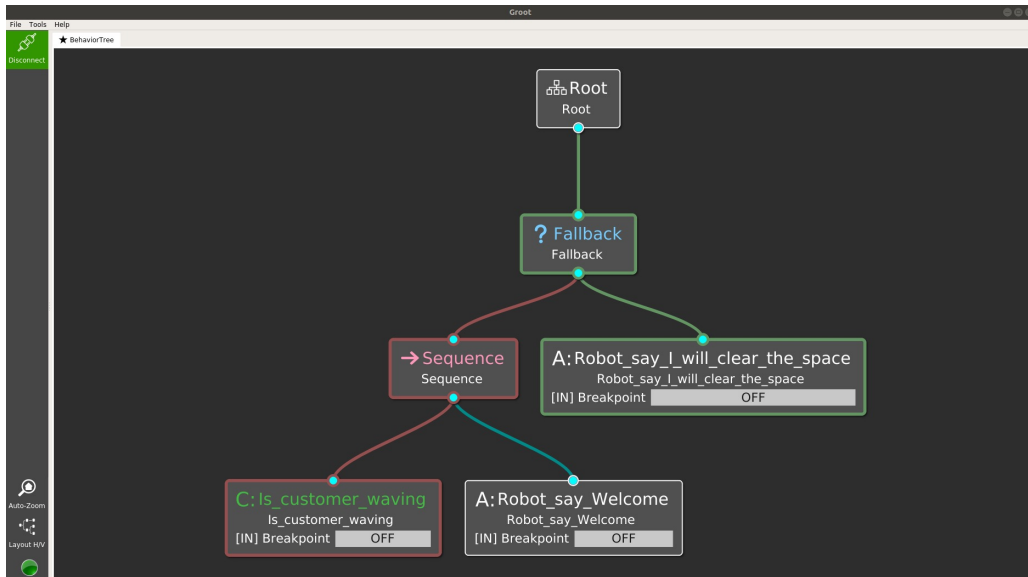 Groot
File Tools Help
Disconnect
★ BehaviorTree
Root
Root
? Fallback
Fallback
→ Sequence
Sequence
A: Robot_say_I_will_clear_the_space
Robot_say_I_will_clear_the_space
[IN] Breakpoint OFF
C: Is_customer_waving
Is_customer_waving
[IN] Breakpoint OFF
A: Robot_say_Welcome
Robot_say_Welcome
[IN] Breakpoint OFF
Auto-Zoom
Layout H/V